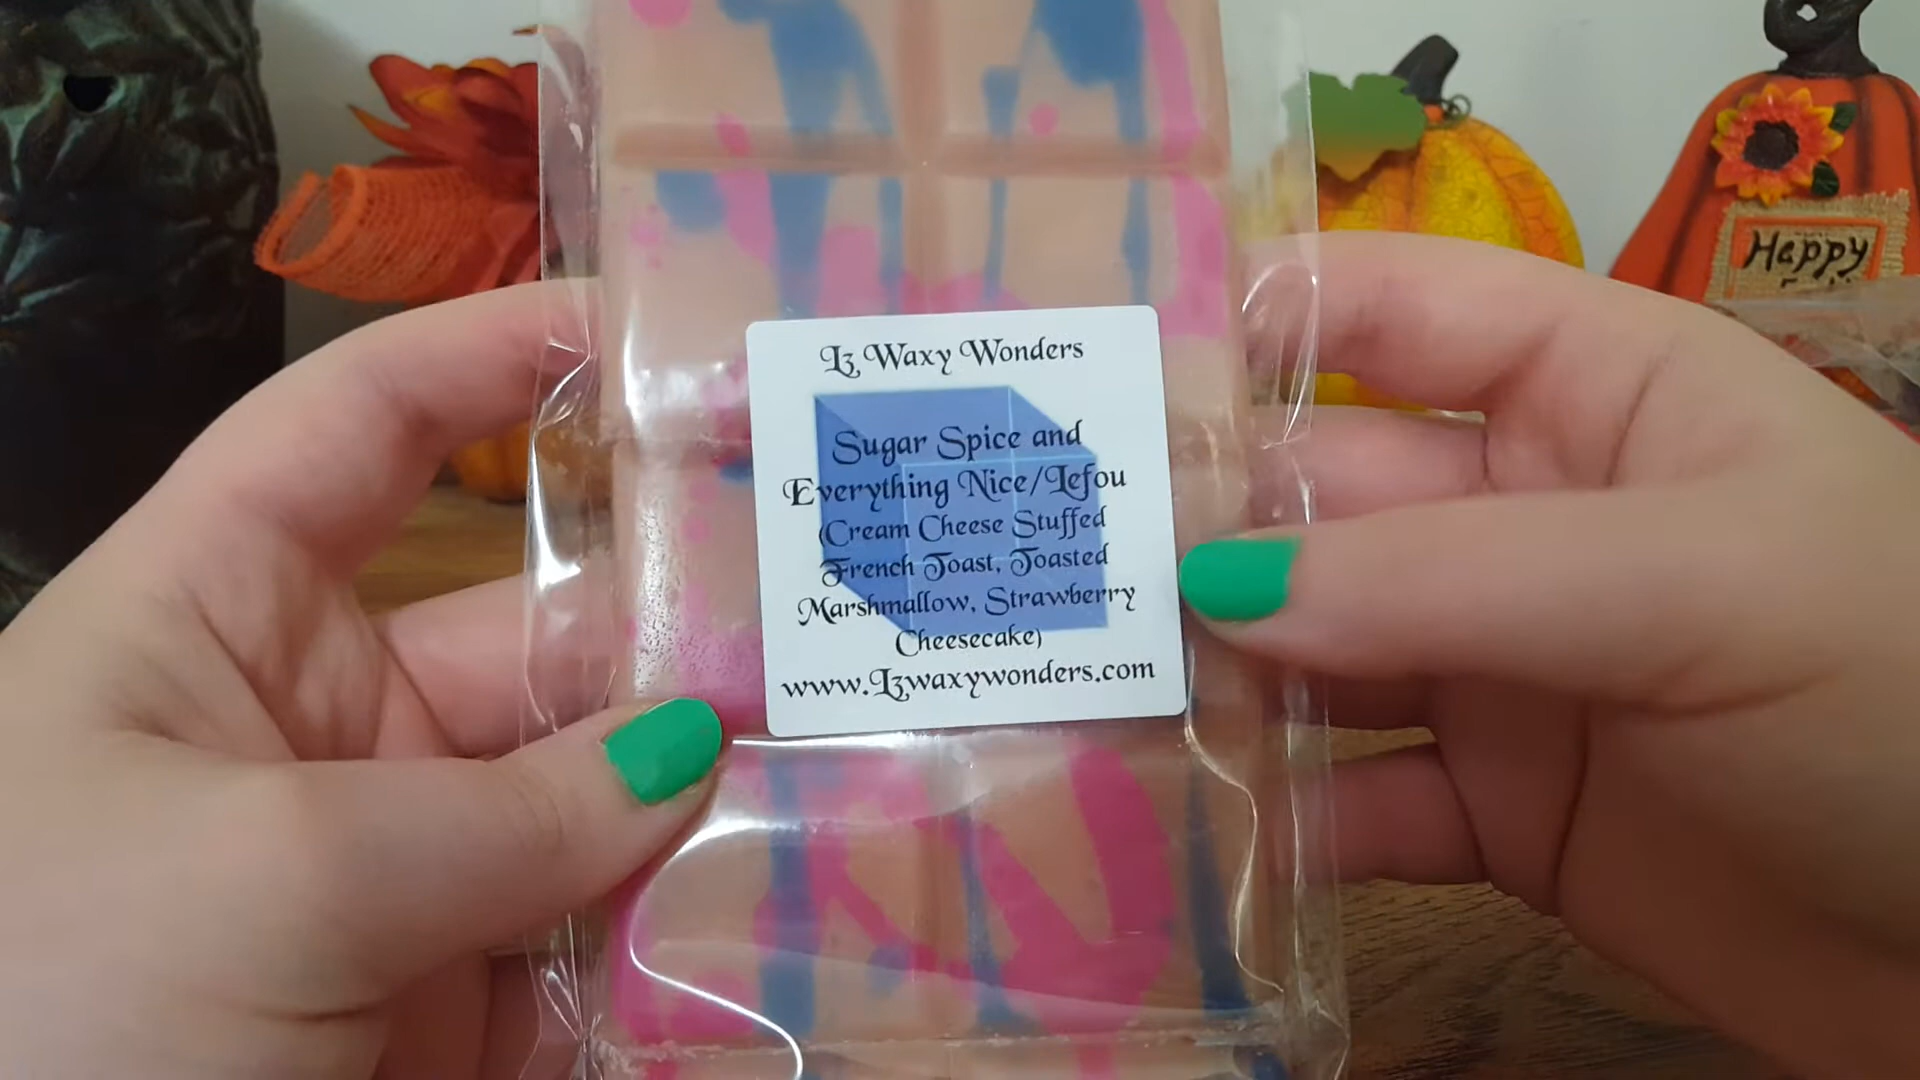 Lz Waxy Wonders
Sugar Spice and
Everything Nice/Lefou
(Cream Cheese Stuffed
French Toast, Toasted
Marshmallow, Strawberry
Cheesecake)
www.Lzwaxywonders.com
Happy